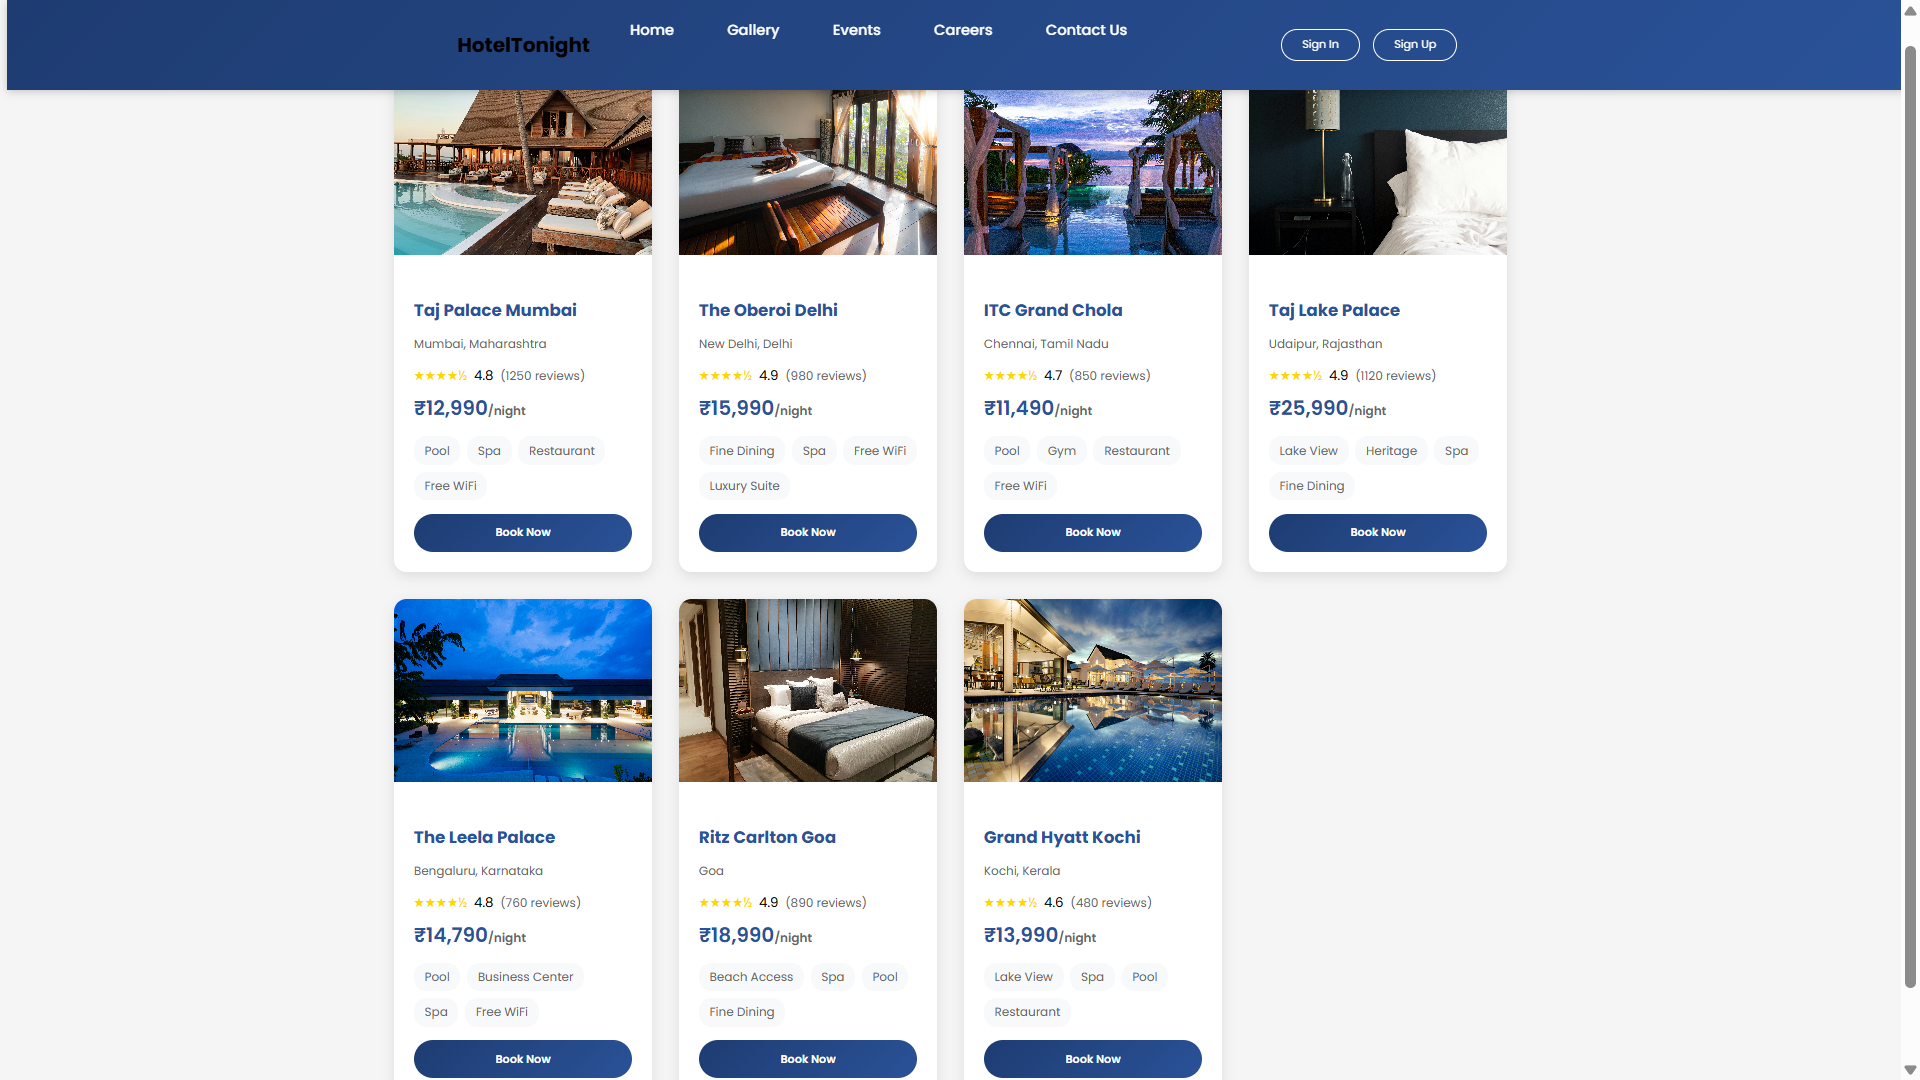 HotelTonight
Home
Gallery
Events
Careers
Contact Us
Sign In
Sign Up
Taj Palace Mumbai
Mumbai, Maharashtra
★★★★½ 4.8 (1250 reviews)
₹12,990/night
Pool
Spa
Restaurant
Free WiFi
Book Now
The Oberoi Delhi
New Delhi, Delhi
★★★★½ 4.9 (980 reviews)
₹15,990/night
Fine Dining
Spa
Free WiFi
Luxury Suite
Book Now
ITC Grand Chola
Chennai, Tamil Nadu
★★★★½ 4.7 (850 reviews)
₹11,490/night
Pool
Gym
Restaurant
Free WiFi
Book Now
Taj Lake Palace
Udaipur, Rajasthan
★★★★½ 4.9 (1120 reviews)
₹25,990/night
Lake View
Heritage
Spa
Fine Dining
Book Now
The Leela Palace
Bengaluru, Karnataka
★★★★½ 4.8 (760 reviews)
₹14,790/night
Pool
Business Center
Spa
Free WiFi
Book Now
Ritz Carlton Goa
Goa
★★★★½ 4.9 (890 reviews)
₹18,990/night
Beach Access
Spa
Pool
Fine Dining
Book Now
Grand Hyatt Kochi
Kochi, Kerala
★★★★½ 4.6 (480 reviews)
₹13,990/night
Lake View
Spa
Pool
Restaurant
Book Now